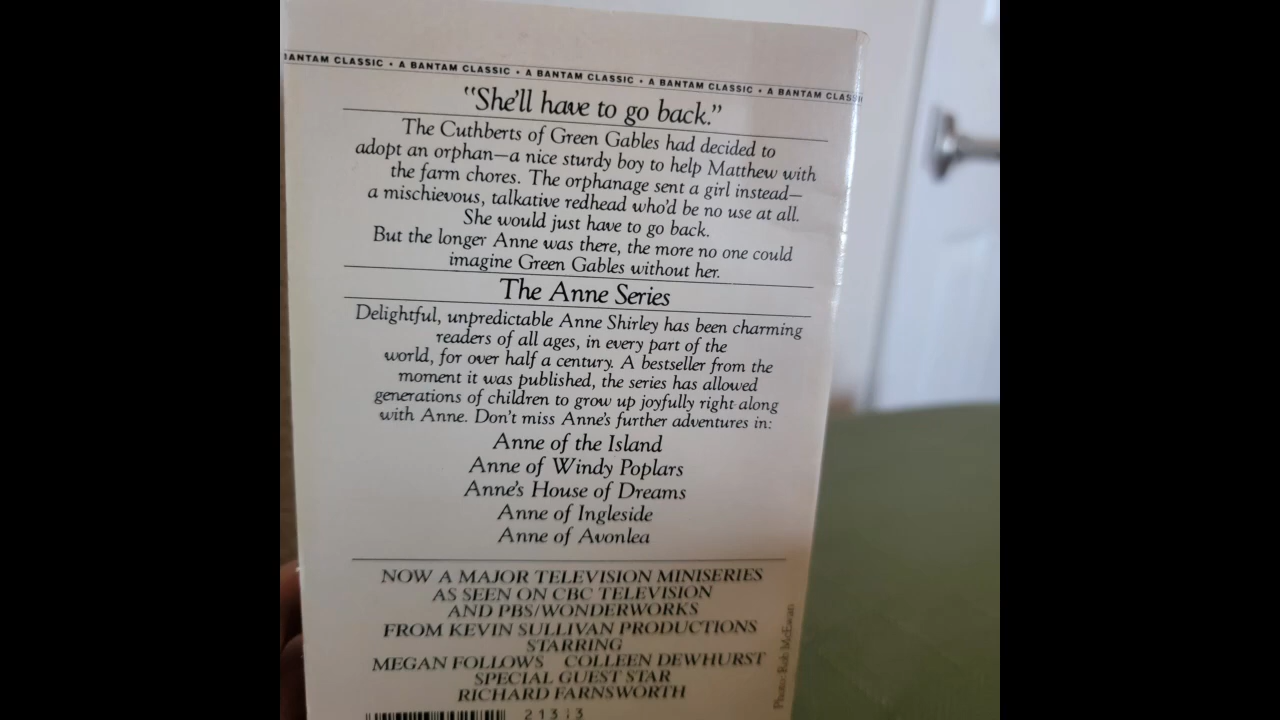 BANTAM CLASSIC • A BANTAM CLASSIC • A BANTAM CLASSIC • A BANTAM CLASSIC • A BANTAM CLASSI
"She'll have to go back."
The Cuthberts of Green Gables had decided to
adopt an orphan—a nice sturdy boy to help Matthew with
the farm chores. The orphanage sent a girl instead—
a mischievous, talkative redhead who'd be no use at all.
She would just have to go back.
But the longer Anne was there, the more no one could
imagine Green Gables without her.
The Anne Series
Delightful, unpredictable Anne Shirley has been charming
readers of all ages, in every part of the
world, for over half a century. A bestseller from the
moment it was published, the series has allowed
generations of children to grow up joyfully right along
with Anne. Don't miss Anne's further adventures in:
Anne of the Island
Anne of Windy Poplars
Anne's House of Dreams
Anne of Ingleside
Anne of Avonlea
NOW A MAJOR TELEVISION MINISERIES
AS SEEN ON CBC TELEVISION
AND PBS/WONDERWORKS
FROM KEVIN SULLIVAN PRODUCTIONS
STARRING
MEGAN FOLLOWS COLLEEN DEWHURST
SPECIAL GUEST STAR
RICHARD FARNSWORTH
Photo: Rob McEwan